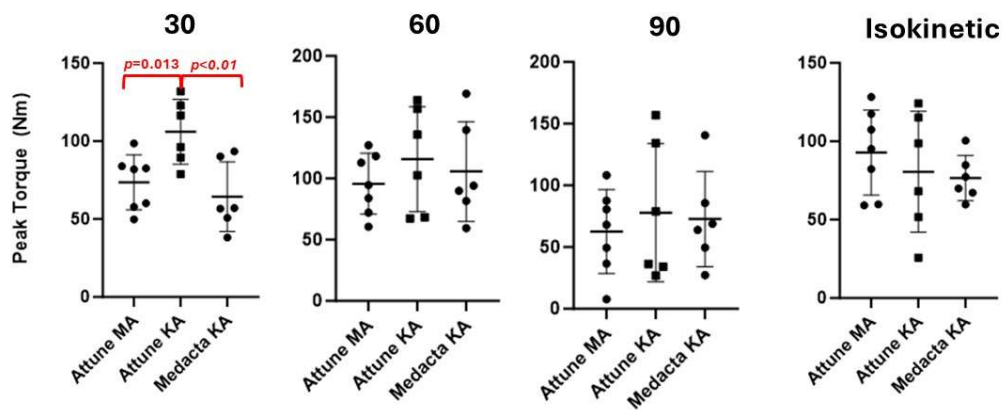 30
60
90
Isokinetic
Peak Torque (Nm)
150
100
50
0
p=0.013
p<0.01
Attune MA
Attune KA
Medacta KA
200
150
100
50
0
Attune MA
Attune KA
Medacta KA
200
150
100
50
0
Attune MA
Attune KA
Medacta KA
150
100
50
0
Attune MA
Attune KA
Medacta KA